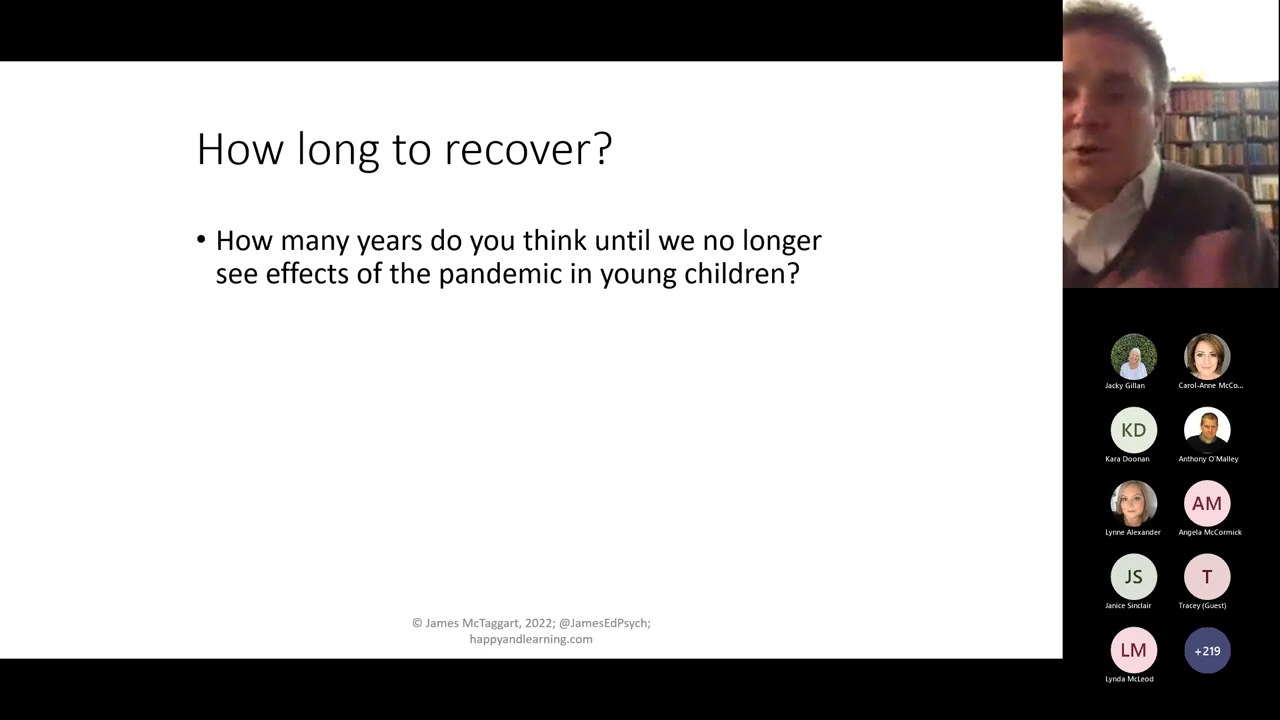 How long to recover?
• How many years do you think until we no longer
see effects of the pandemic in young children?
© James McTaggart, 2022; @JamesEdPsych;
happyandlearning.com
Jacky Gillan
Carol-Anne McCo...
KD
Kara Doonan
Anthony O'Malley
Lynne Alexander
AM
Angela McCormick
JS
Janice Sinclair
T
Tracey (Guest)
LM
Lynda McLeod
+219